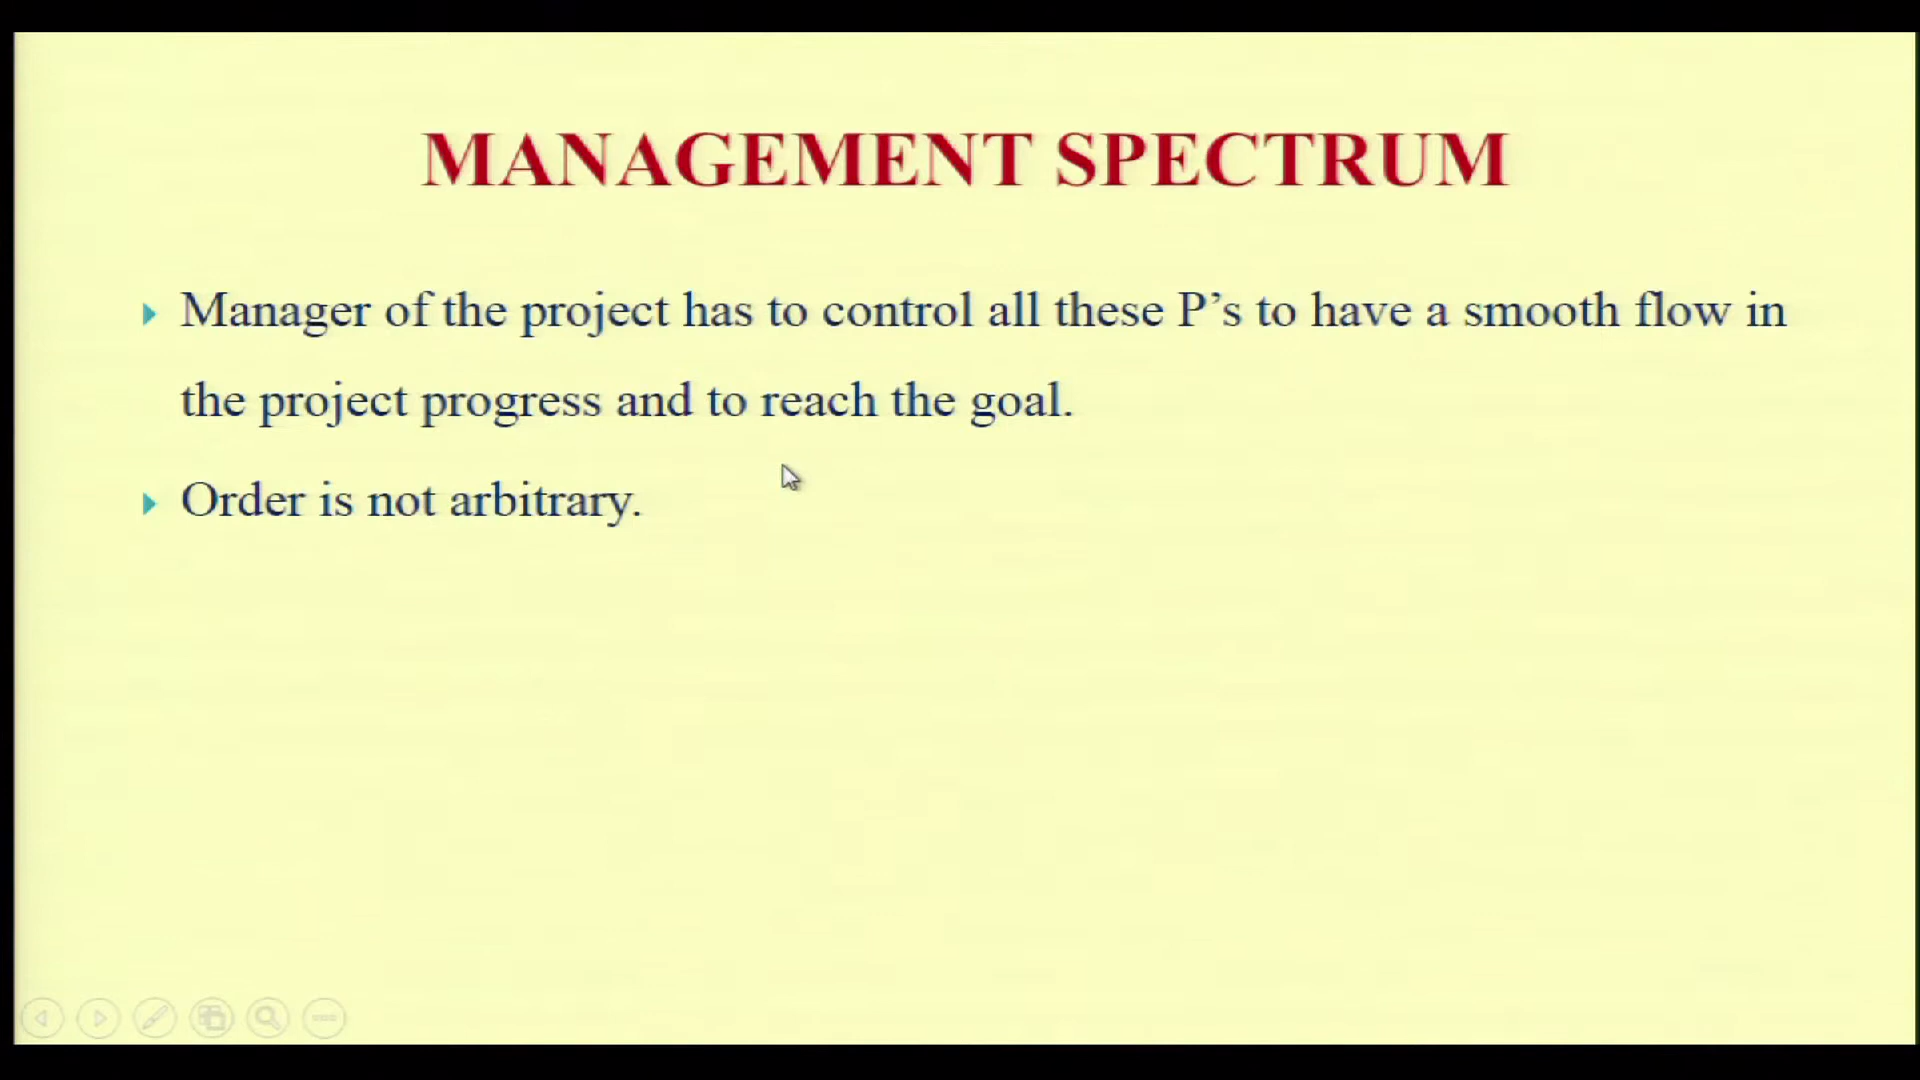 MANAGEMENT SPECTRUM
Manager of the project has to control all these P’s to have a smooth flow in
the project progress and to reach the goal.
Order is not arbitrary.